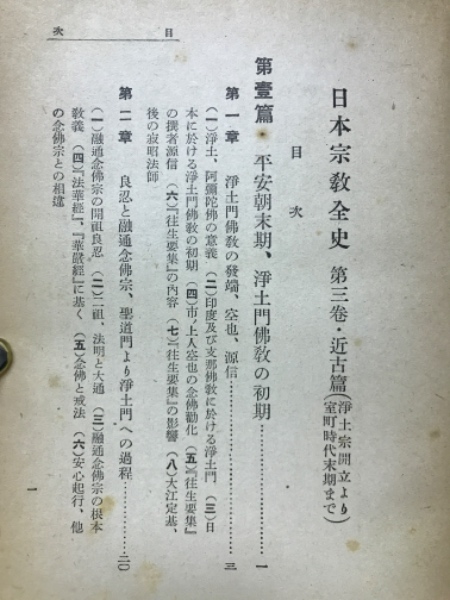 目次
日本宗教全史 第三卷・近古篇(淨土宗開立より室町時代末期まで)
目次
第壹篇・平安朝末期、淨土門佛教の初期……一
第一章 淨土門佛教の發端、空也、源信……三
(一)淨土、阿彌陀佛の意義 (二)印度及び支那佛教に於ける淨土門 (三)日
本に於ける淨土門佛教の初期 (四)市ノ上人空也の念佛勸化 (五)『往生要集』
の撰者源信 (六)『往生要集』の內容 (七)『往生要集』の影響 (八)大江定基、
後の寂昭法師
第二章 良忍と融通念佛宗、聖道門より淨土門への過程……二〇
(一)融通念佛宗の開祖良忍 (二)二祖、法明と大通 (三)融通念佛宗の根本
教義 (四)『法華經』、『華嚴經』に基く (五)念佛と戒法 (六)安心起行、他
の念佛宗との相違
一